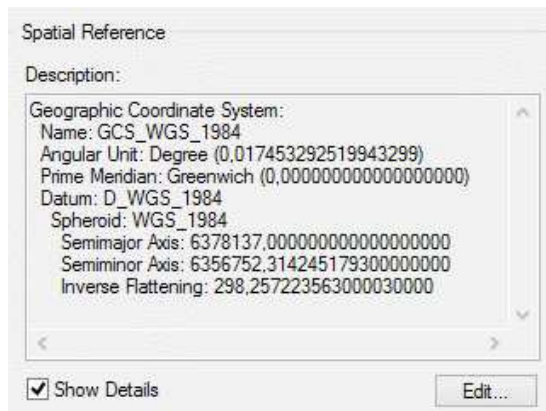 Spatial Reference
Description:
Geographic Coordinate System:
Name: GCS_WGS_1984
Angular Unit: Degree (0,017453292519943299)
Prime Meridian: Greenwich (0,000000000000000000)
Datum: D_WGS_1984
Spheroid: WGS_1984
Semimajor Axis: 6378137,000000000000000000
Semiminor Axis: 6356752,314245179300000000
Inverse Flattening: 298,257223563000030000
Show Details
Edit...